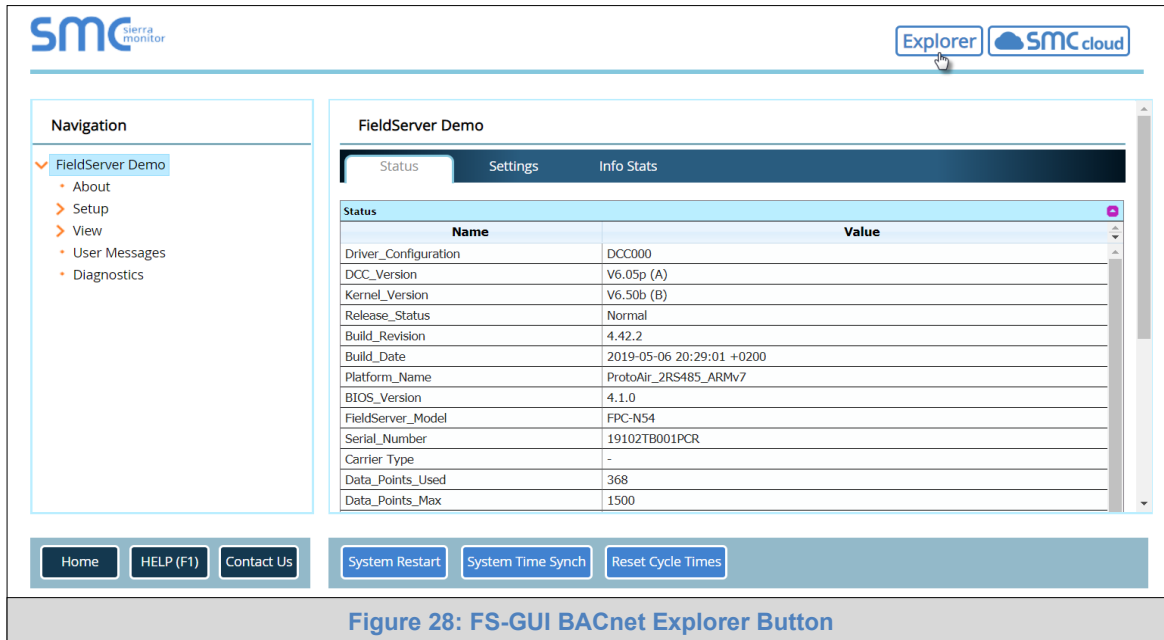 SMC sierra monitor
Explorer SMC cloud
Navigation
FieldServer Demo
About
Setup
View
User Messages
Diagnostics
FieldServer Demo
Status Settings Info Stats
Status
Name Value
Driver_Configuration DCC000
DCC_Version V6.05p (A)
Kernel_Version V6.50b (B)
Release_Status Normal
Build_Revision 4.42.2
Build_Date 2019-05-06 20:29:01 +0200
Platform_Name ProtoAir_2RS485_ARMv7
BIOS_Version 4.1.0
FieldServer_Model FPC-N54
Serial_Number 19102TB001PCR
Carrier Type -
Data_Points_Used 368
Data_Points_Max 1500
Home HELP (F1) Contact Us System Restart System Time Synch Reset Cycle Times
Figure 28: FS-GUI BACnet Explorer Button